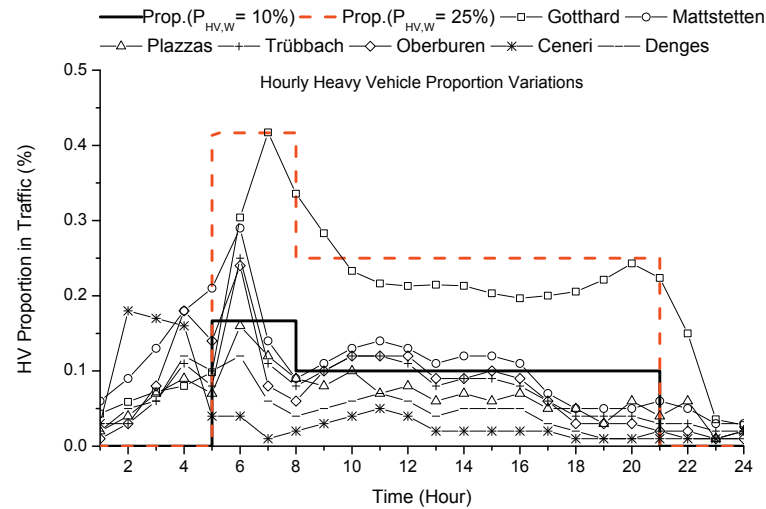 Prop.(P_HV,W = 10%) Prop.(P_HV,W = 25%) Gotthard Mattstetten
Plazzas Trübbach Oberburen Ceneri Denges
Hourly Heavy Vehicle Proportion Variations
HV Proportion in Traffic (%)
0.5
0.4
0.3
0.2
0.1
0.0
2 4 6 8 10 12 14 16 18 20 22 24
Time (Hour)